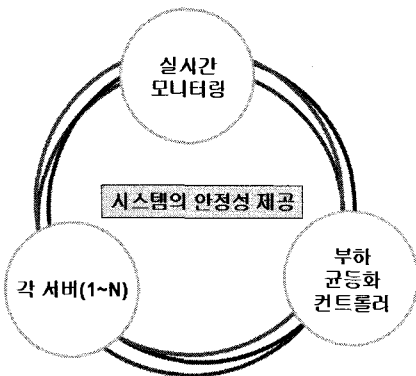 실시간
모니터링
시스템의 안정성 제공
각 서버(1~N)
부하
균등화
컨트롤러